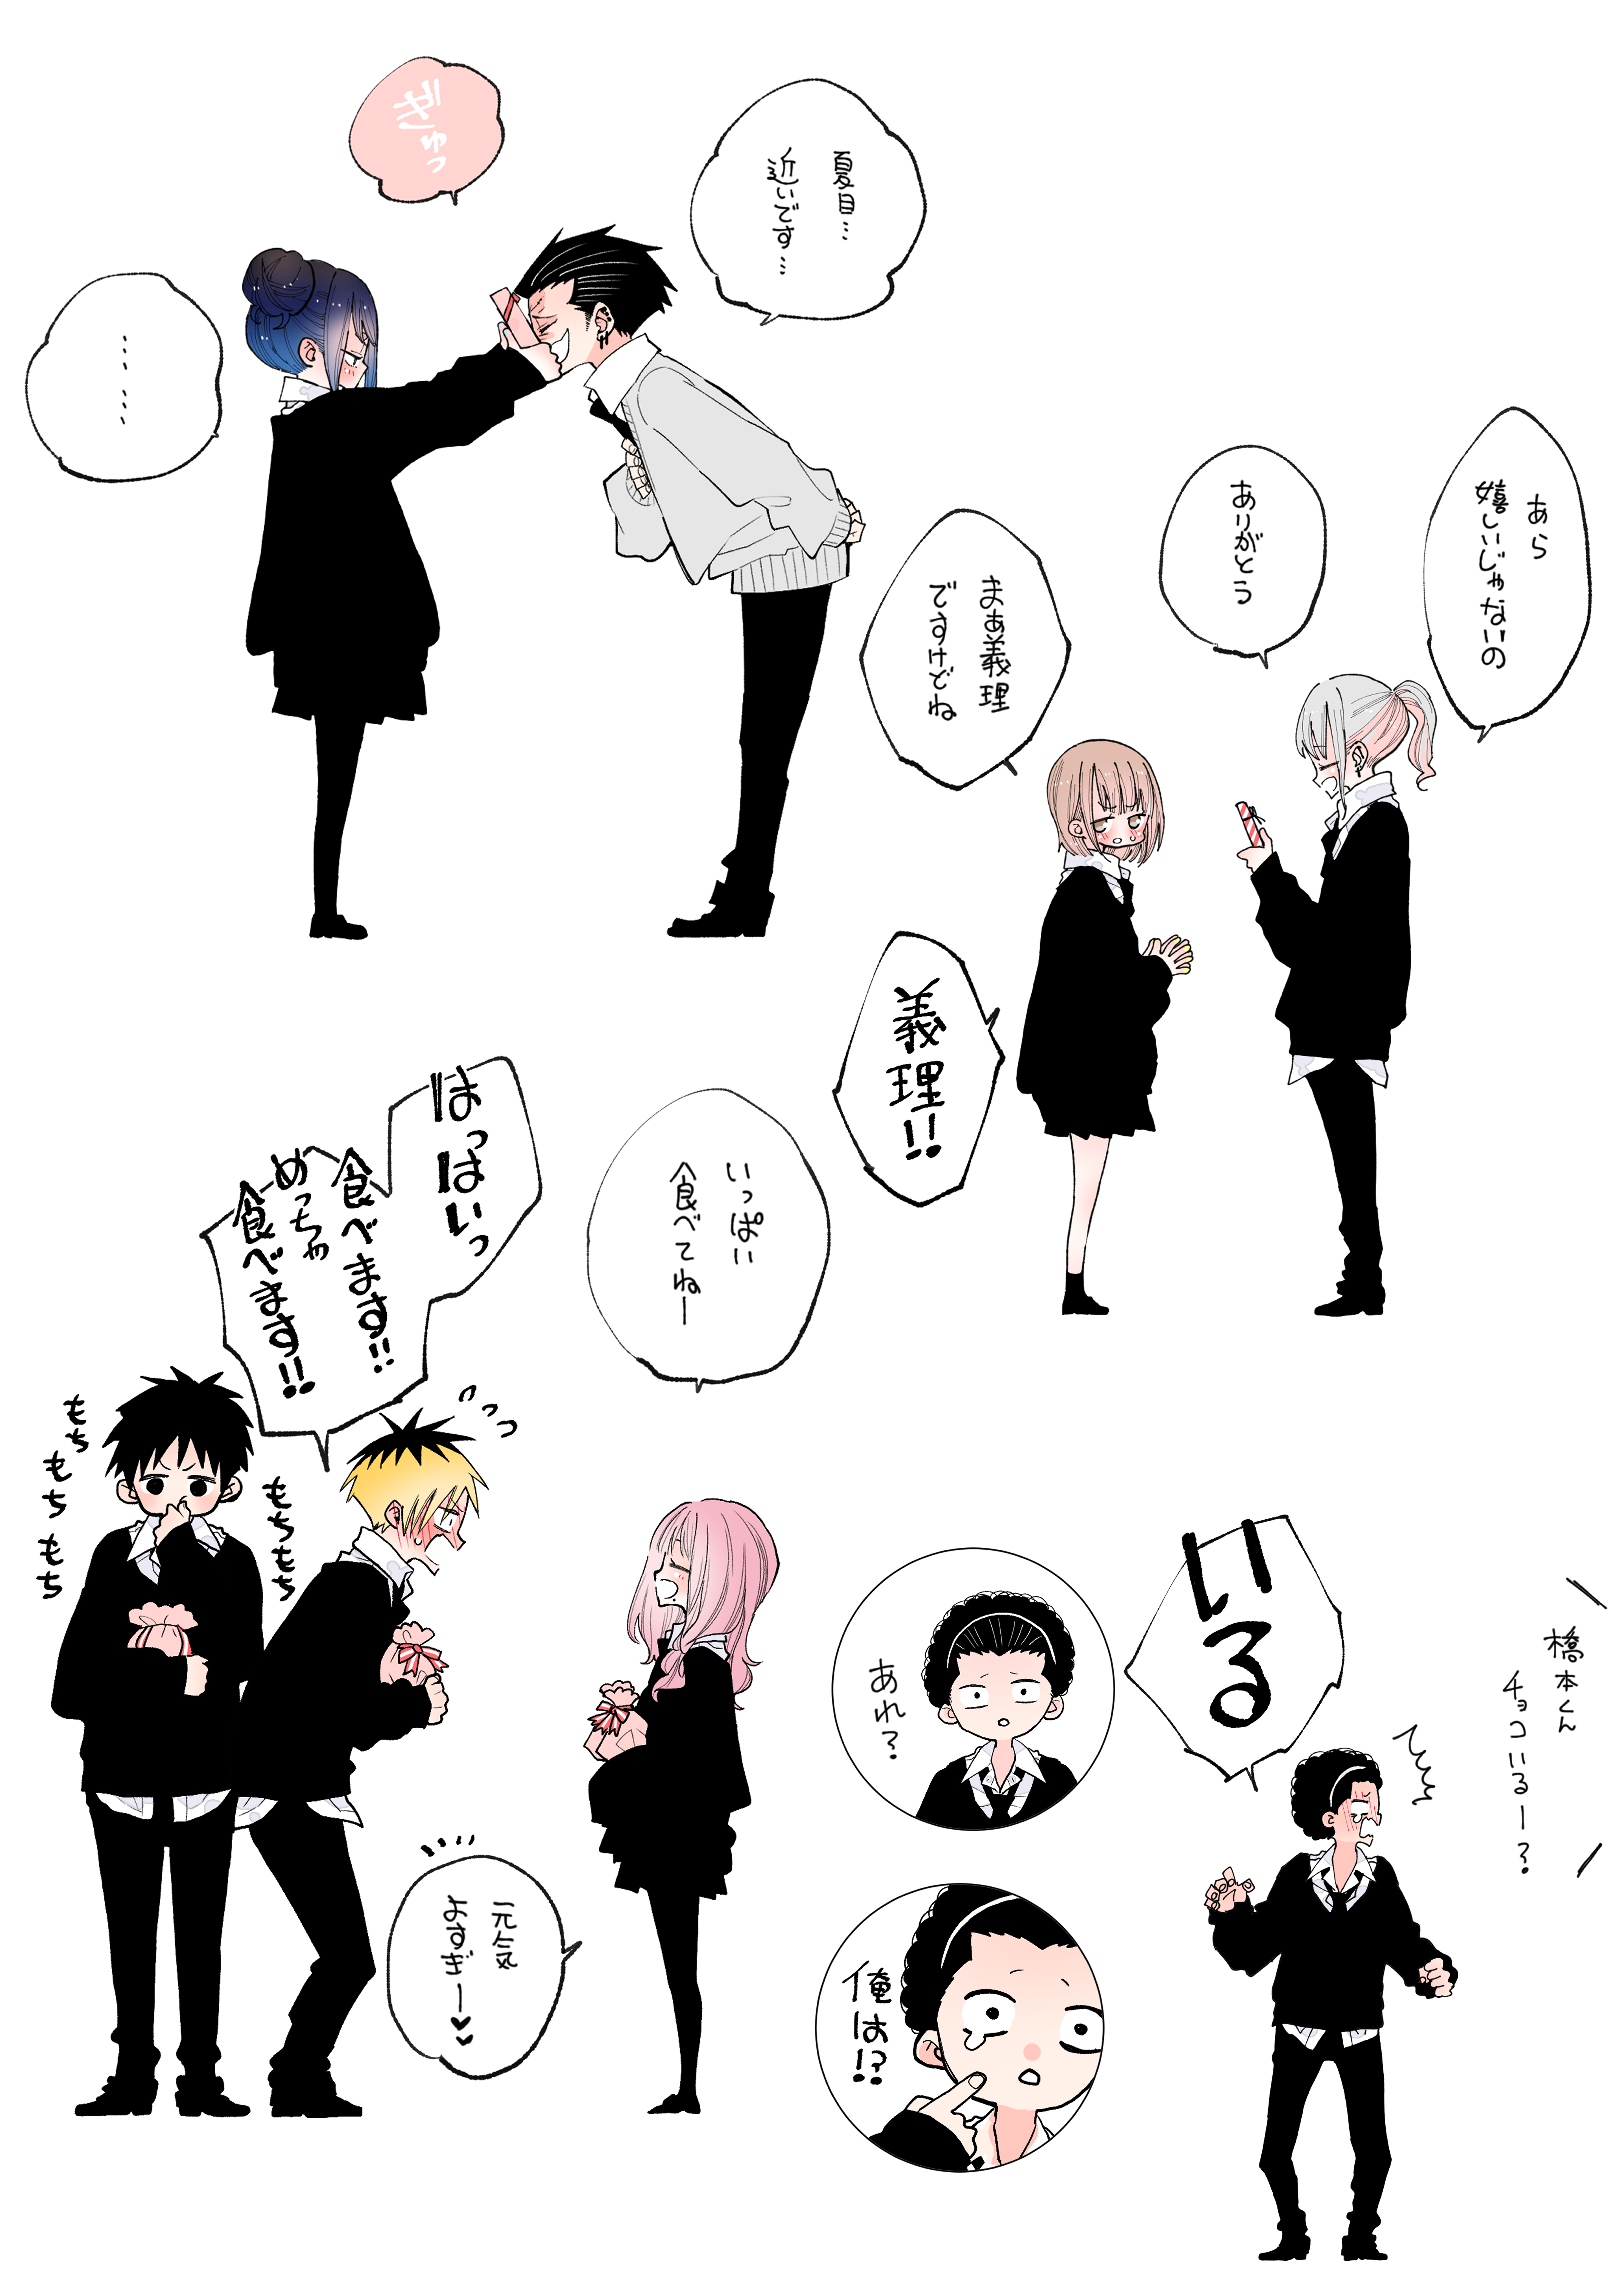 夏目…
近いです…
ぎゅっ
……
あら
嬉しいじゃないの
ありがとう
まぁ義理
ですけどね
義理!!
いっぱい
食べてねー
はっはいっ
食べます!!
めっちゃ
食べます!!
もち
もち
もち
もちもち
元気
よすぎー♥♥
橋本くん
チョコいるー?
いる
あれ?
俺は!?